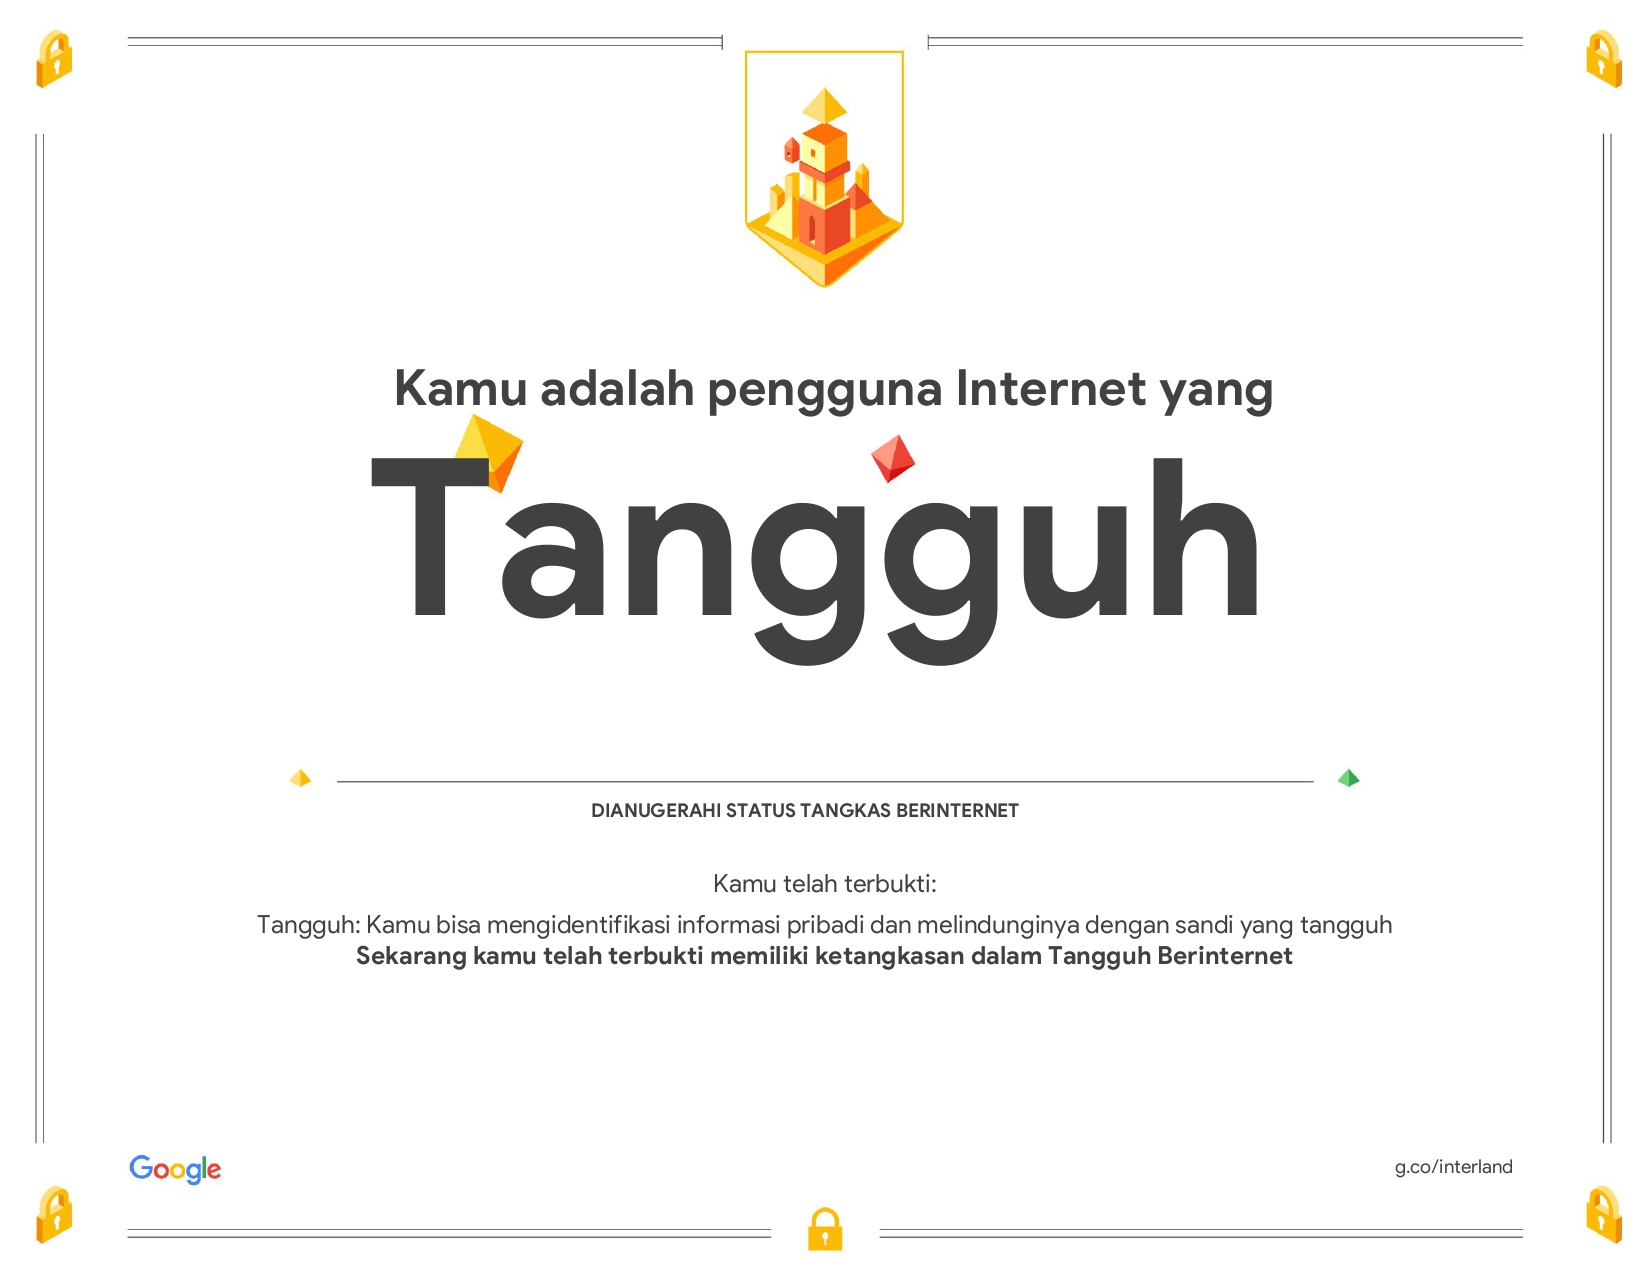 Kamu adalah pengguna Internet yang
Tangguh
DIANUGERAHI STATUS TANGKAS BERINTERNET
Kamu telah terbukti:
Tangguh: Kamu bisa mengidentifikasi informasi pribadi dan melindunginya dengan sandi yang tangguh
Sekarang kamu telah terbukti memiliki ketangkasan dalam Tangguh Berinternet
Google
g.co/interland